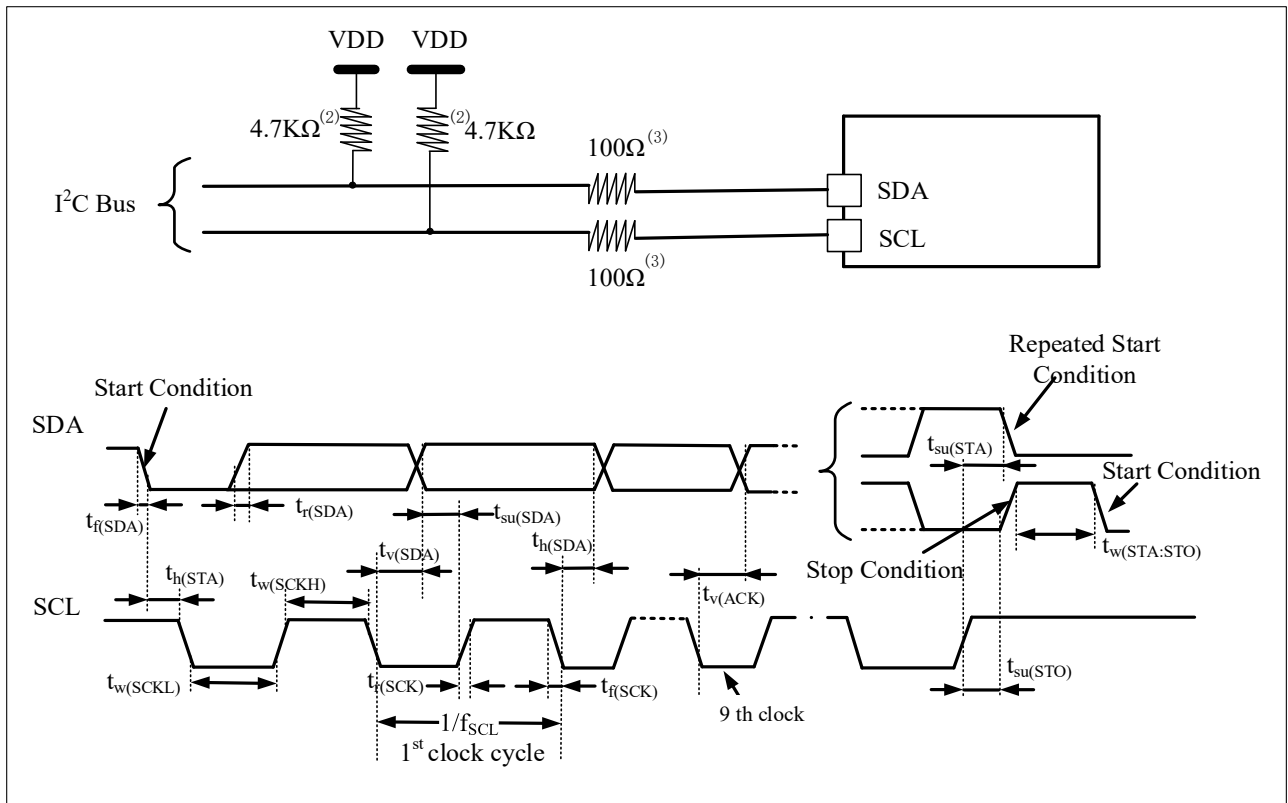 VDD VDD
4.7KΩ(2) (2)4.7KΩ
100Ω(3)
I²C Bus
SDA
SCL
100Ω(3)
Repeated Start
Condition
Start Condition
SDA
tsu(STA)
Start Condition
tf(SDA)
tr(SDA)
tsu(SDA)
tv(SDA)
th(SDA)
tw(STA:STO)
Stop Condition
th(STA)
tw(SCKH)
tv(ACK)
SCL
tw(SCKL)
tr(SCK)
tf(SCK)
tsu(STO)
9 th clock
1/fSCL
1st clock cycle